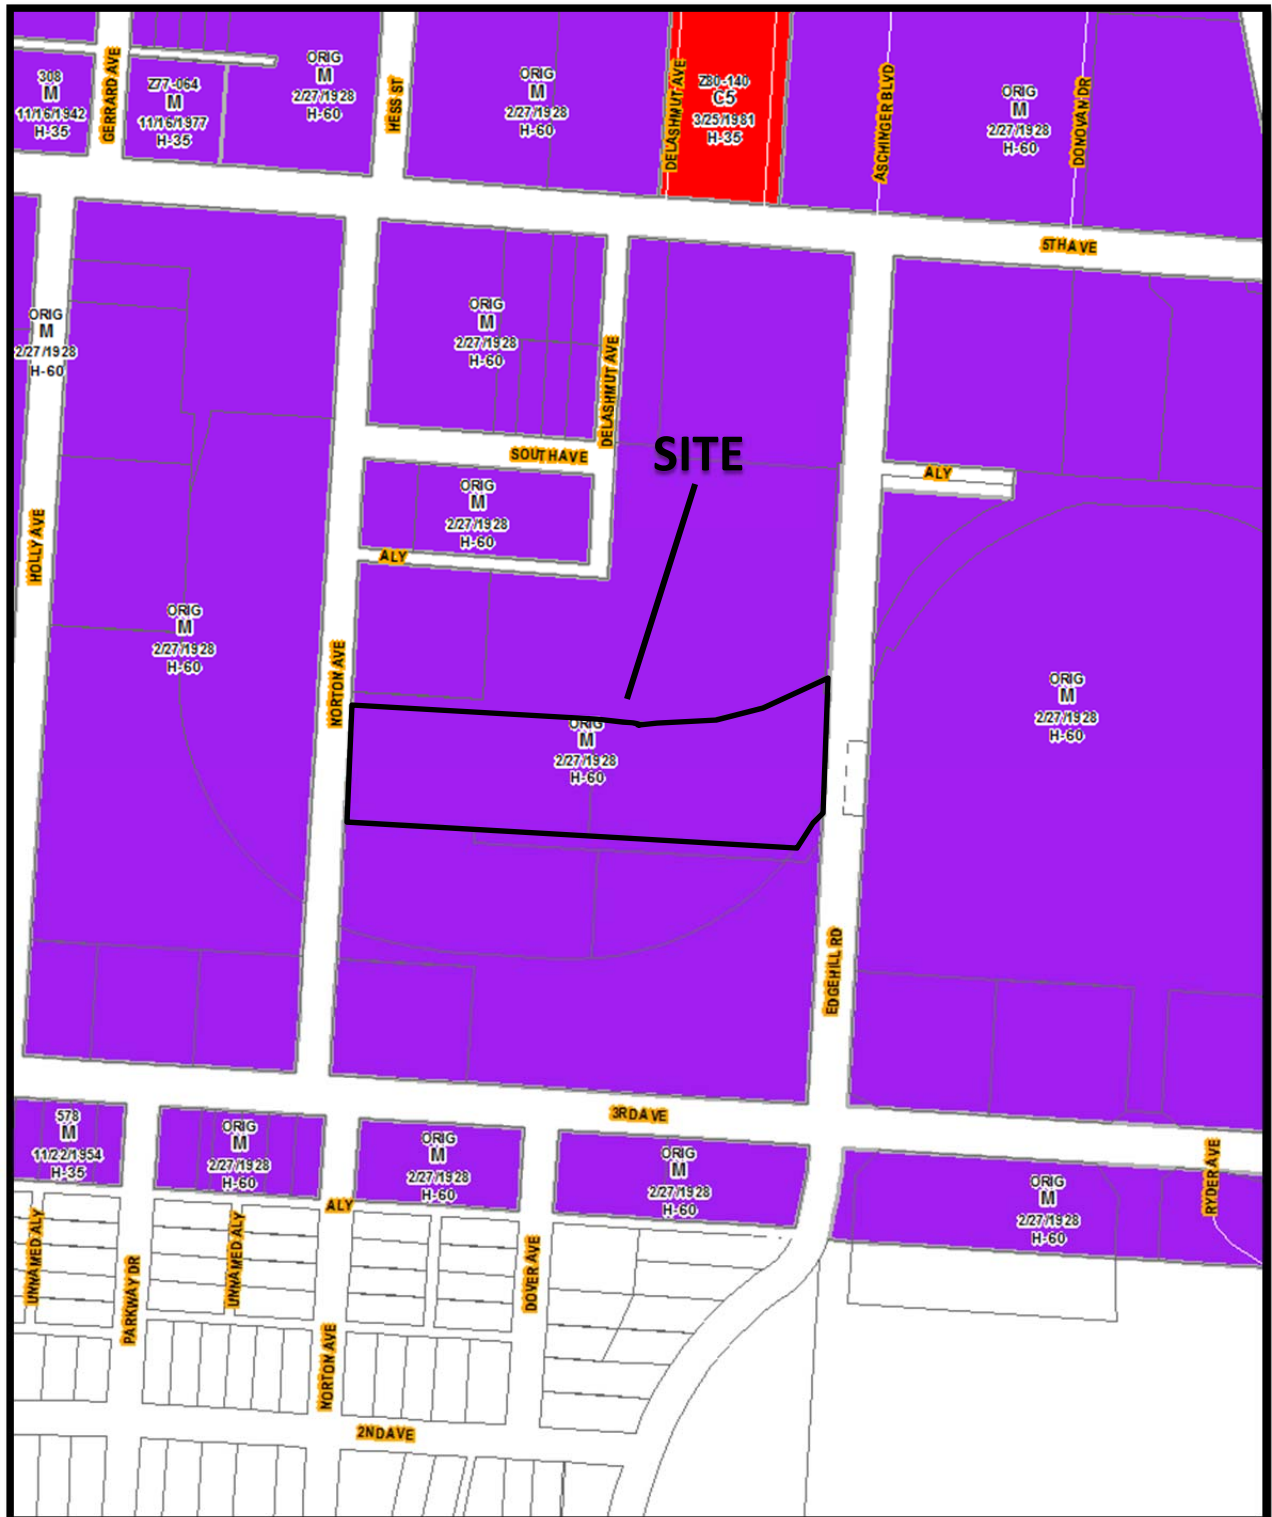 308
M
11/16/1942
H-35
GERRARD AVE
Z77-064
M
11/16/1977
H-35
ORIG
M
2/27/1928
H-60
HESS ST
ORIG
M
2/27/1928
H-60
DELASHMUT AVE
Z80-140
C5
3/25/1981
H-35
ASCHINGER BLVD
ORIG
M
2/27/1928
H-60
DONOVAN DR
5TH AVE
ORIG
M
2/27/1928
H-60
ORIG
M
2/27/1928
H-60
DELASHMUT AVE
SOUTH AVE
SITE
ALY
ORIG
M
2/27/1928
H-60
ALY
HOLLY AVE
ORIG
M
2/27/1928
H-60
NORTON AVE
ORIG
M
2/27/1928
H-60
ORIG
M
2/27/1928
H-60
EDGEHILL RD
3RD AVE
578
M
11/22/1954
H-35
ORIG
M
2/27/1928
H-60
ORIG
M
2/27/1928
H-60
ORIG
M
2/27/1928
H-60
ORIG
M
2/27/1928
H-60
RYDER AVE
ALY
UNNAMED ALY
PARKWAY DR
UNNAMED ALY
NORTON AVE
DOVER AVE
2ND AVE